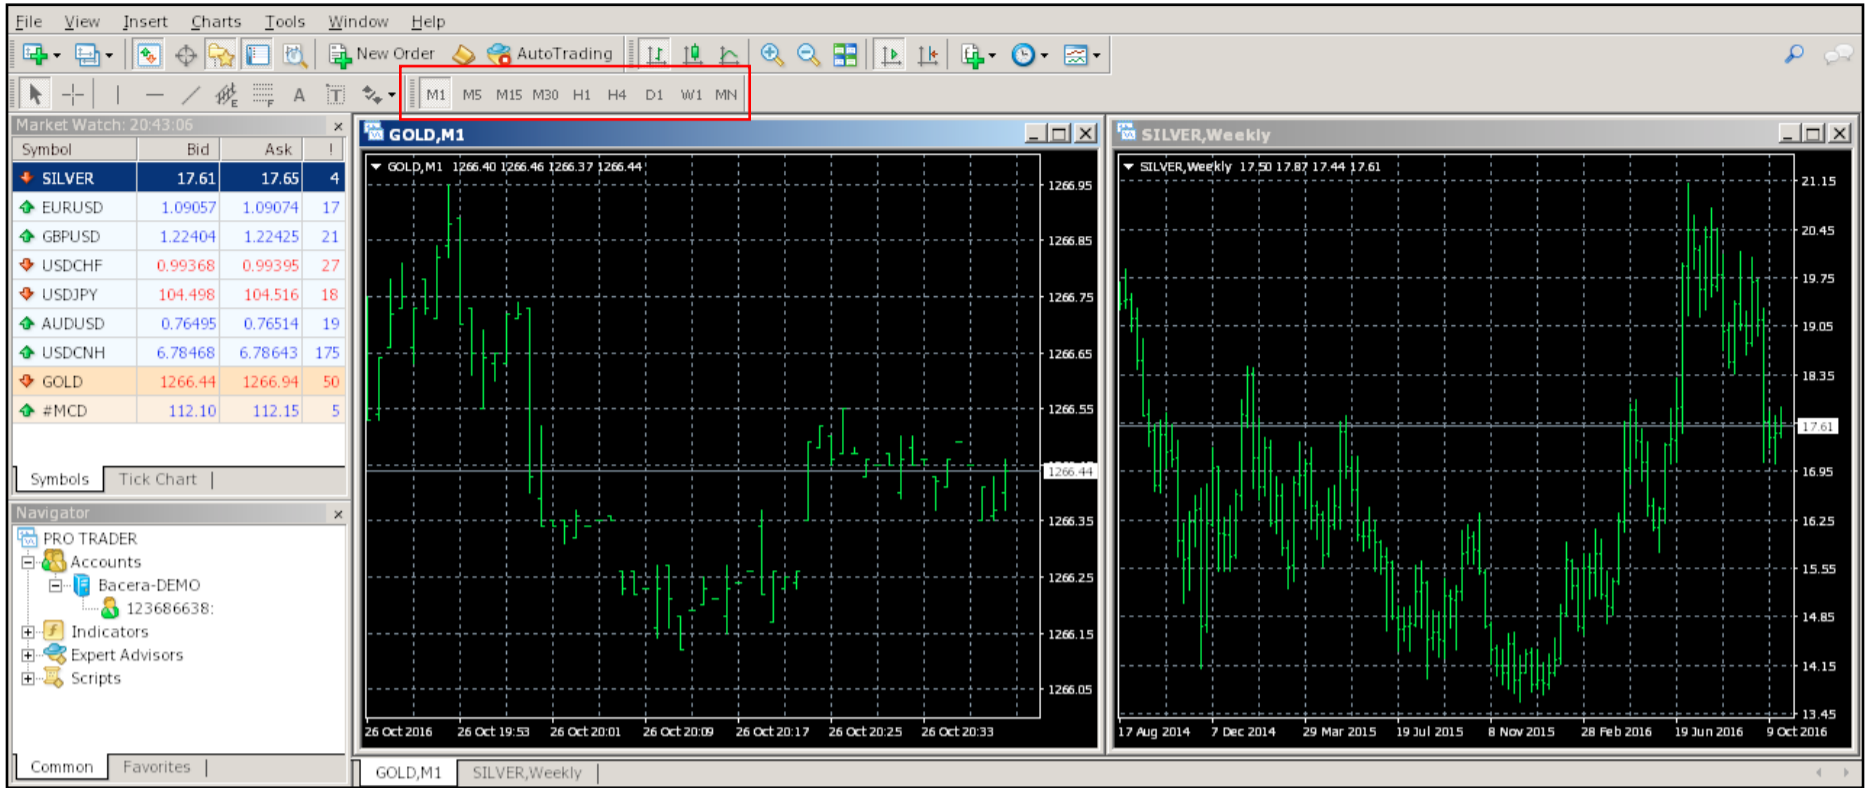 File View Insert Charts Tools Window Help
New Order AutoTrading
E F A T M1 M5 M15 M30 H1 H4 D1 W1 MN
Market Watch: 20:43:06
Symbol Bid Ask !
SILVER 17.61 17.65 4
EURUSD 1.09057 1.09074 17
GBPUSD 1.22404 1.22425 21
USDCHF 0.99368 0.99395 27
USDJPY 104.498 104.516 18
AUDUSD 0.76495 0.76514 19
USDCNH 6.78468 6.78643 175
GOLD 1266.44 1266.94 50
#MCD 112.10 112.15 5
Symbols Tick Chart
Navigator
PRO TRADER
Accounts
Bacera-DEMO
123686638:
Indicators
Expert Advisors
Scripts
Common Favorites
GOLD,M1
GOLD,M1 1266.40 1266.46 1266.37 1266.44
1266.95
1266.85
1266.75
1266.65
1266.55
1266.44
1266.35
1266.25
1266.15
1266.05
26 Oct 2016 26 Oct 19:53 26 Oct 20:01 26 Oct 20:09 26 Oct 20:17 26 Oct 20:25 26 Oct 20:33
SILVER,Weekly
SILVER,Weekly 17.50 17.87 17.44 17.61
21.15
20.45
19.75
19.05
18.35
17.61
16.95
16.25
15.55
14.85
14.15
13.45
17 Aug 2014 7 Dec 2014 29 Mar 2015 19 Jul 2015 8 Nov 2015 28 Feb 2016 19 Jun 2016 9 Oct 2016
GOLD,M1 SILVER,Weekly